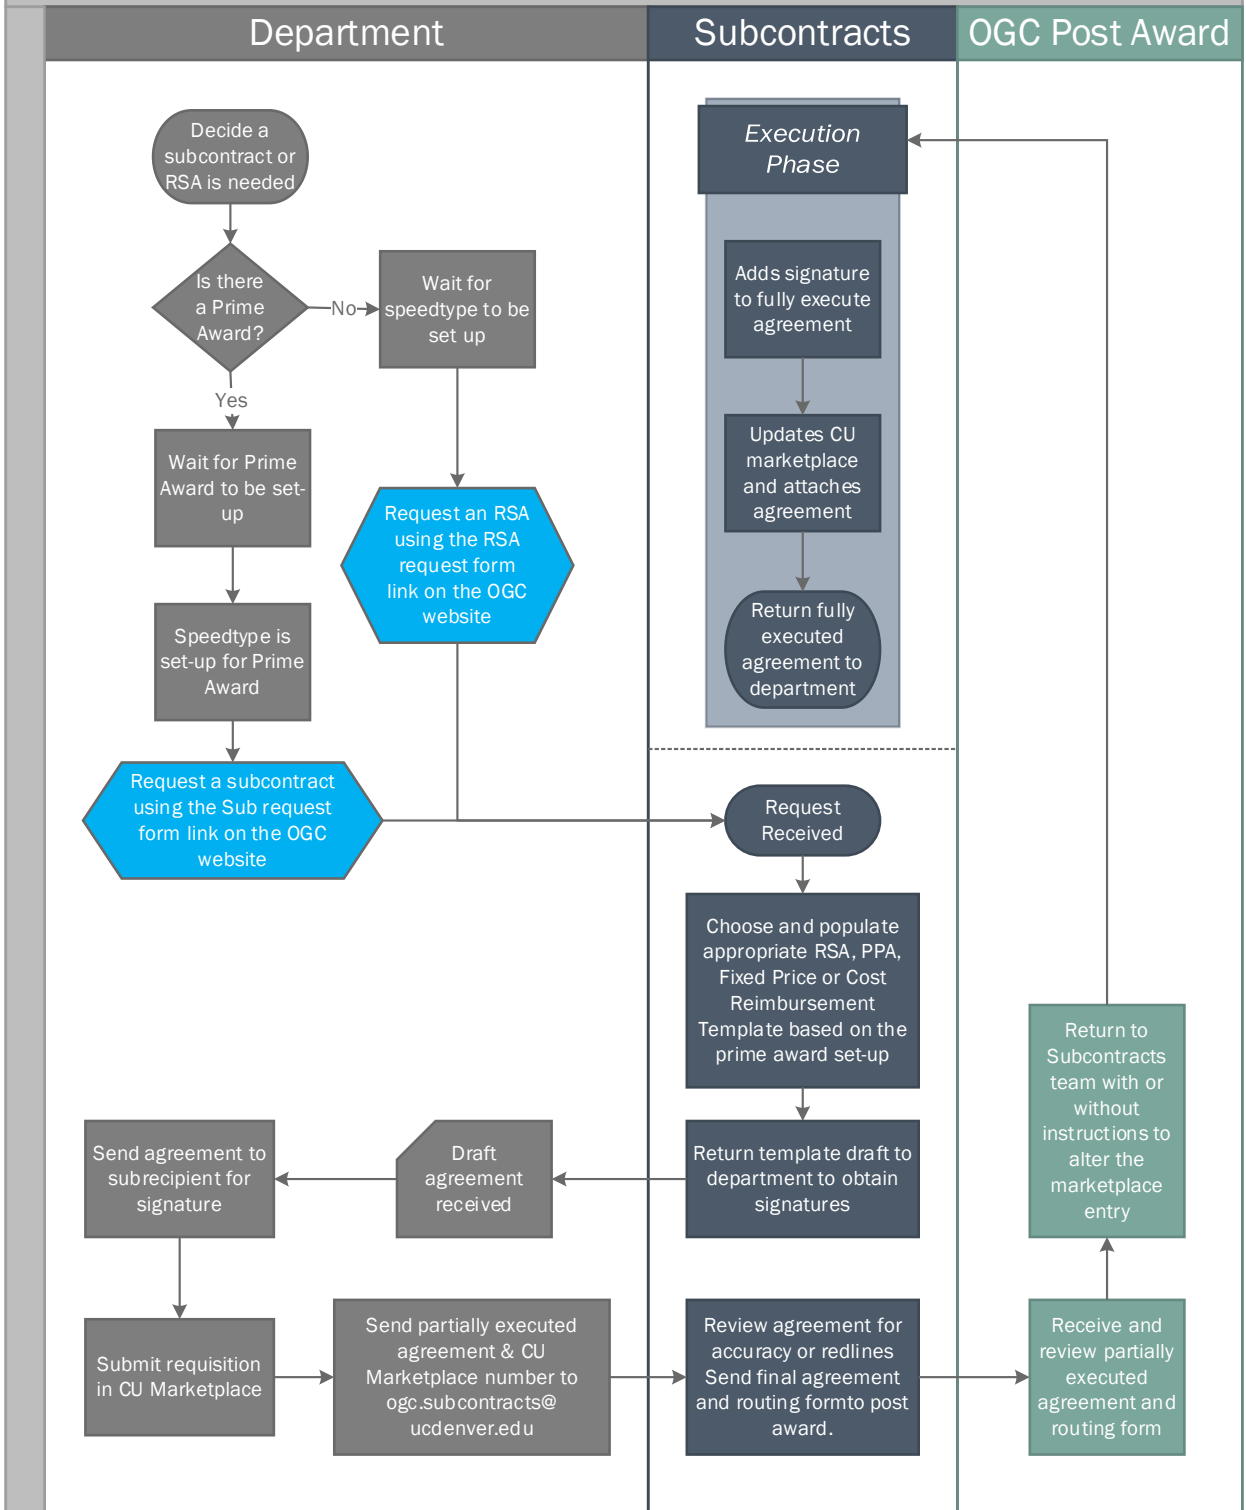 Department
Subcontracts
OGC Post Award
Decide a
subcontract or
RSA is needed
Is there
a Prime
Award?
No
Wait for
speedtype to be
set up
Yes
Wait for Prime
Award to be set-
up
Request an RSA
using the RSA
request form
link on the OGC
website
Speedtype is
set-up for Prime
Award
Request a subcontract
using the Sub request
form link on the OGC
website
Execution
Phase
Adds signature
to fully execute
agreement
Updates CU
marketplace
and attaches
agreement
Return fully
executed
agreement to
department
Request
Received
Choose and populate
appropriate RSA, PPA,
Fixed Price or Cost
Reimbursement
Template based on the
prime award set-up
Return template draft to
department to obtain
signatures
Draft
agreement
received
Send agreement to
subrecipient for
signature
Submit requisition
in CU Marketplace
Send partially executed
agreement & CU
Marketplace number to
ogc.subcontracts@
ucdenver.edu
Review agreement for
accuracy or redlines
Send final agreement
and routing formto post
award.
Receive and
review partially
executed
agreement and
routing form
Return to
Subcontracts
team with or
without
instructions to
alter the
marketplace
entry